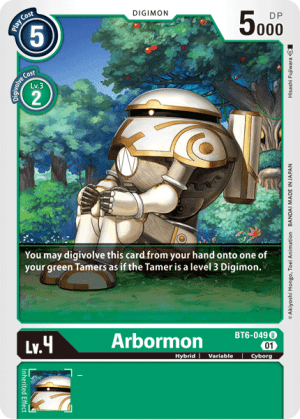 Play Cost
5
DIGIMON
DP
5000
Digivolve Cost
Lv.3
2
Hisashi Fujiwara
©Akiyoshi Hongo, Toei Animation BANDAI MADE IN JAPAN
You may digivolve this card from your hand onto one of
your green Tamers as if the Tamer is a level 3 Digimon.
Lv.4
Arbormon
BT6-049 U
01
Hybrid | Variable | Cyborg
Inherited Effect
–